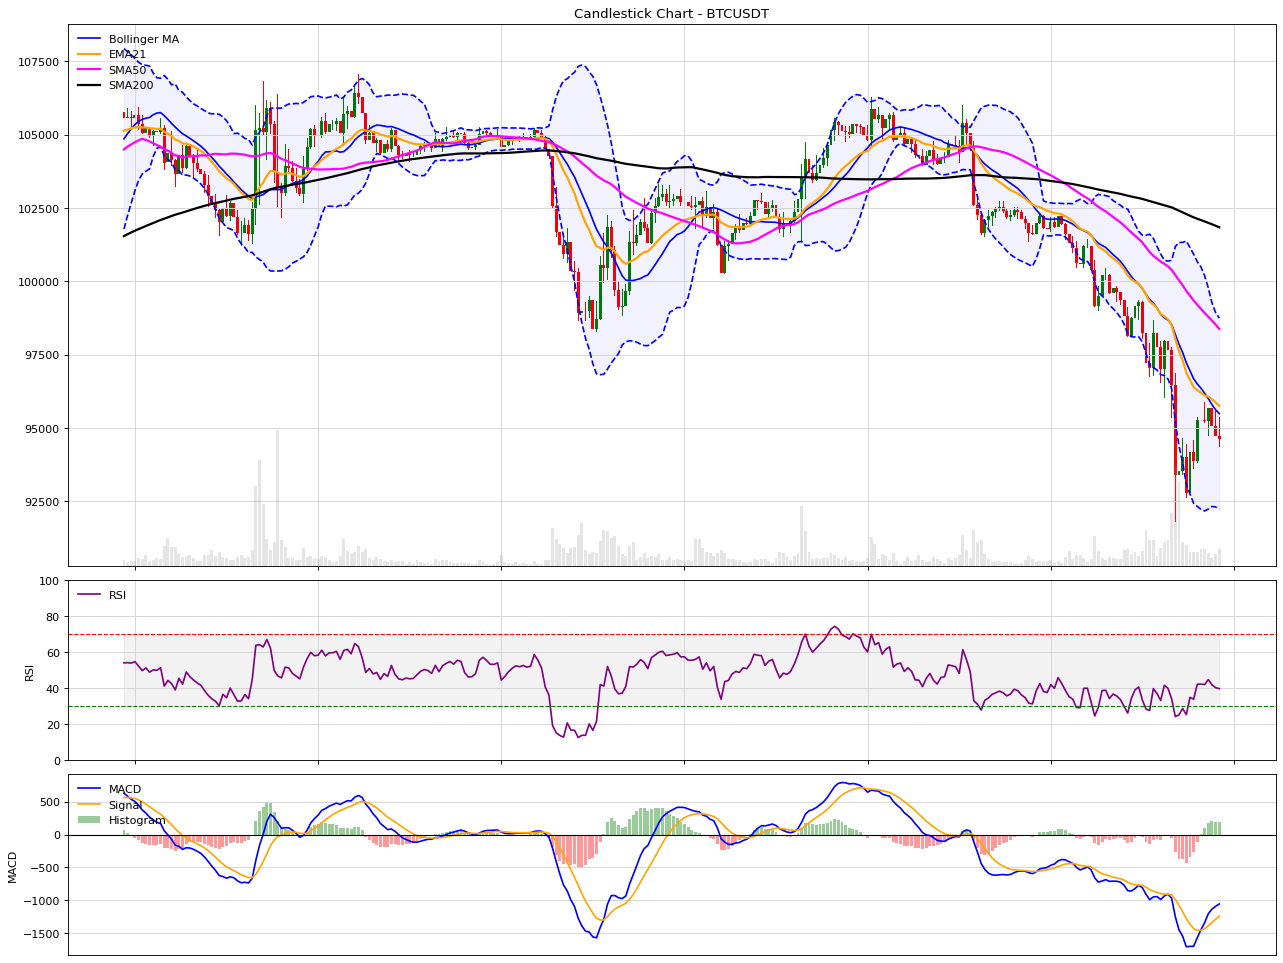 Candlestick Chart - BTCUSDT
Bollinger MA
EMA21
SMA50
SMA200
107500
105000
102500
100000
97500
95000
92500
RSI
100
80
60
40
20
0
RSI
MACD
Signal
Histogram
500
0
−500
−1000
−1500
MACD